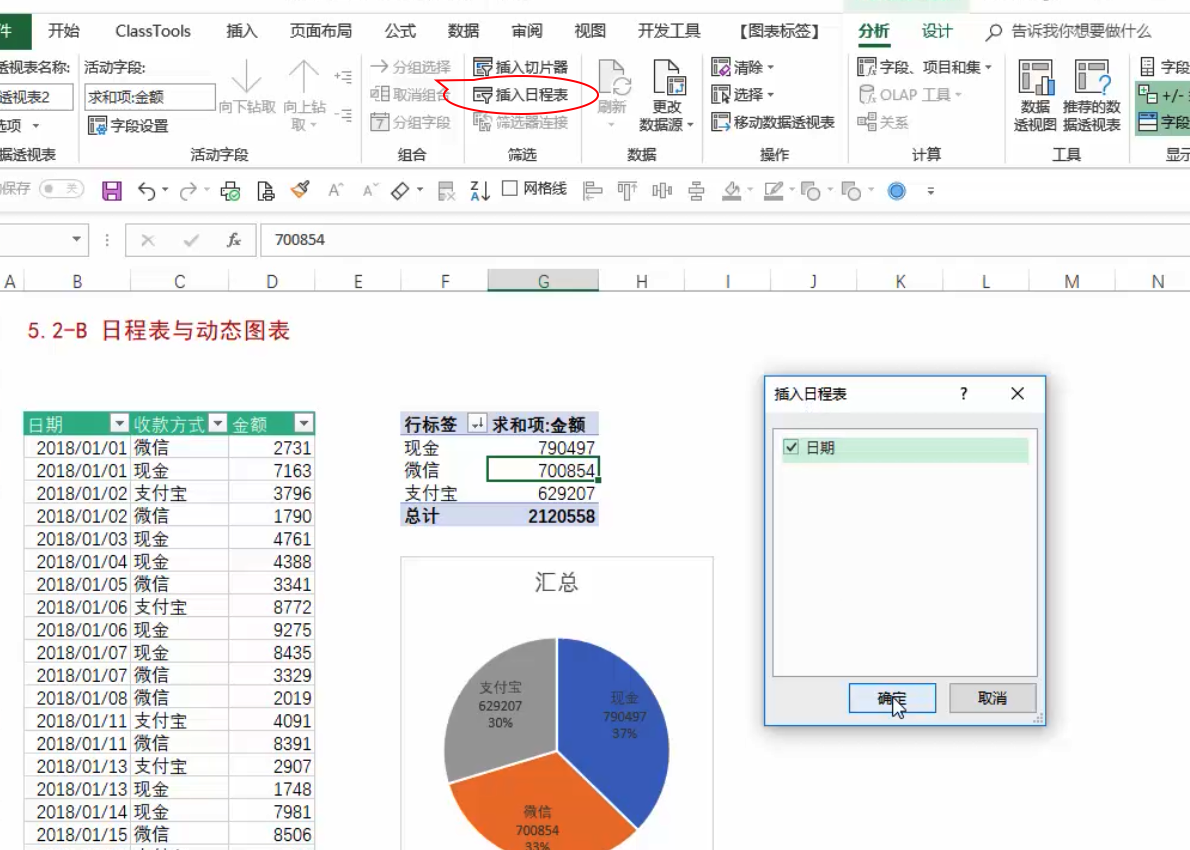 件 开始 ClassTools 插入 页面布局 公式 数据 审阅 视图 开发工具 【图表标签】 分析 设计 告诉我你想要做什么
透视表名称: 活动字段: 分组选择 插入切片器 清除 字段、项目和集 字段
透视表2 求和项:金额 向下钻取 向上钻取 取消组合 插入日程表 刷新 更改数据源 选择 OLAP 工具 数据透视图 推荐的数据透视表 +/-
选项 字段设置 分组字段 筛选器连接 移动数据透视表 关系 字段
据透视表 活动字段 组合 筛选 数据 操作 计算 工具 显示
保存 关 网格线
fx 700854
A B C D E F G H I J K L M N
5.2-B 日程表与动态图表
日期 收款方式 金额
2018/01/01 微信 2731
2018/01/01 现金 7163
2018/01/02 支付宝 3796
2018/01/02 微信 1790
2018/01/03 现金 4761
2018/01/04 现金 4388
2018/01/05 微信 3341
2018/01/06 支付宝 8772
2018/01/06 现金 9275
2018/01/07 现金 8435
2018/01/07 微信 3329
2018/01/08 微信 2019
2018/01/11 支付宝 4091
2018/01/11 微信 8391
2018/01/13 支付宝 2907
2018/01/13 现金 1748
2018/01/14 现金 7981
2018/01/15 微信 8506
行标签 求和项:金额
现金 790497
微信 700854
支付宝 629207
总计 2120558
汇总
支付宝
629207
30%
现金
790497
37%
微信
700854
33%
插入日程表 ?
日期
确定 取消